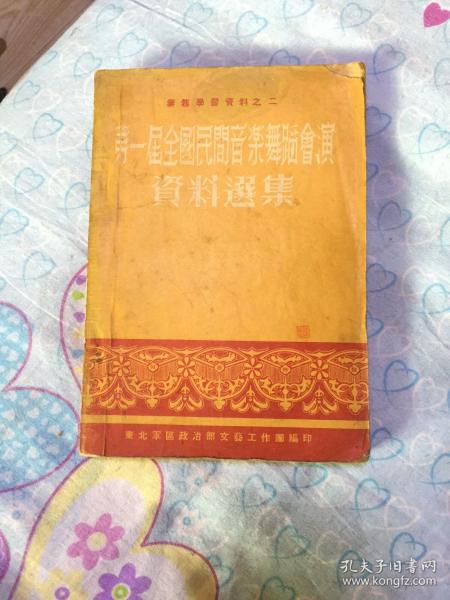 業務學習資料之二
第一屆全國民間音樂舞蹈會演
資料選集
東北軍區政治部文藝工作團編印
孔夫子旧书网
www.kongfz.com